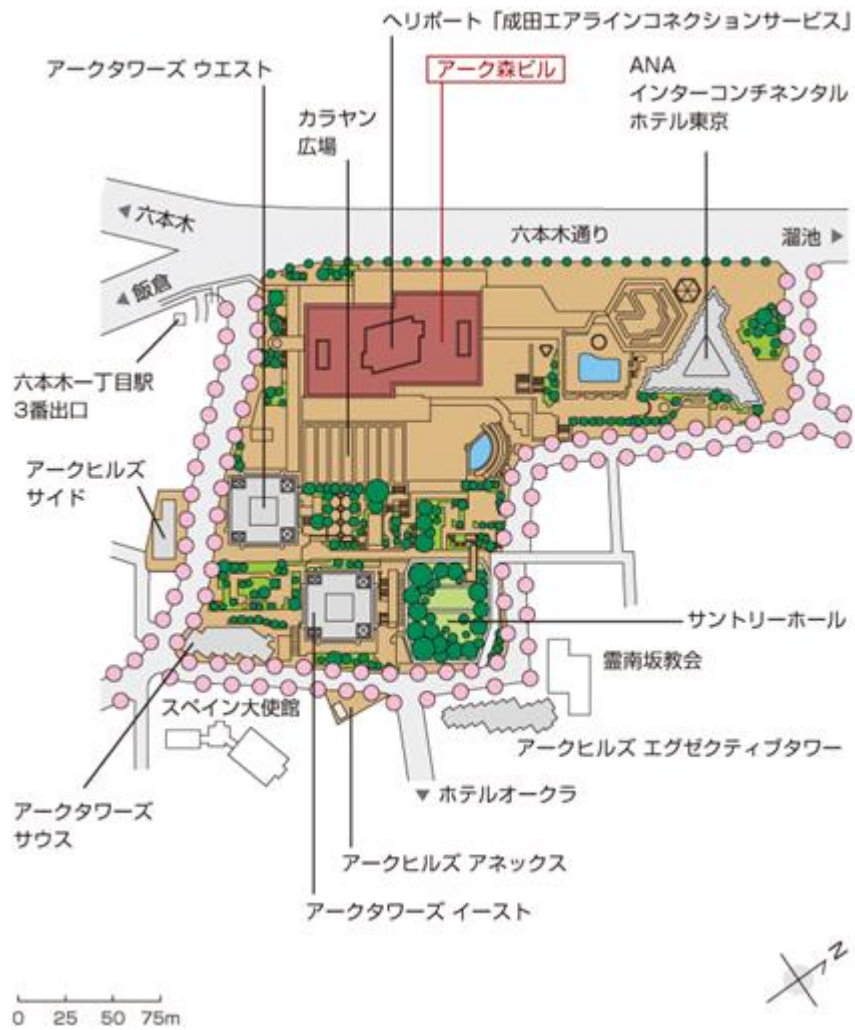 ヘリポート「成田エアラインコネクションサービス」
アークタワーズ ウエスト
アーク森ビル
ANA
インターコンチネンタル
ホテル東京
カラヤン
広場
◀ 六本木
六本木通り
溜池 ▶
◀ 飯倉
六本木一丁目駅
3番出口
アークヒルズ
サイド
サントリーホール
霊南坂教会
スペイン大使館
アークヒルズ エグゼクティブタワー
▼ ホテルオークラ
アークタワーズ
サウス
アークヒルズ アネックス
アークタワーズ イースト
N
0 25 50 75m